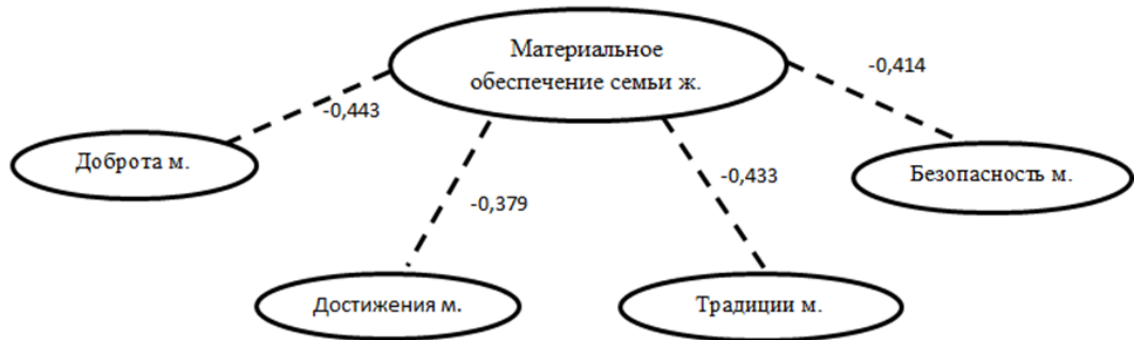 Материальное
обеспечение семьи ж.
-0,414
-0,443
Доброта м.
Безопасность м.
-0,433
-0,379
Достижения м.
Традиции м.